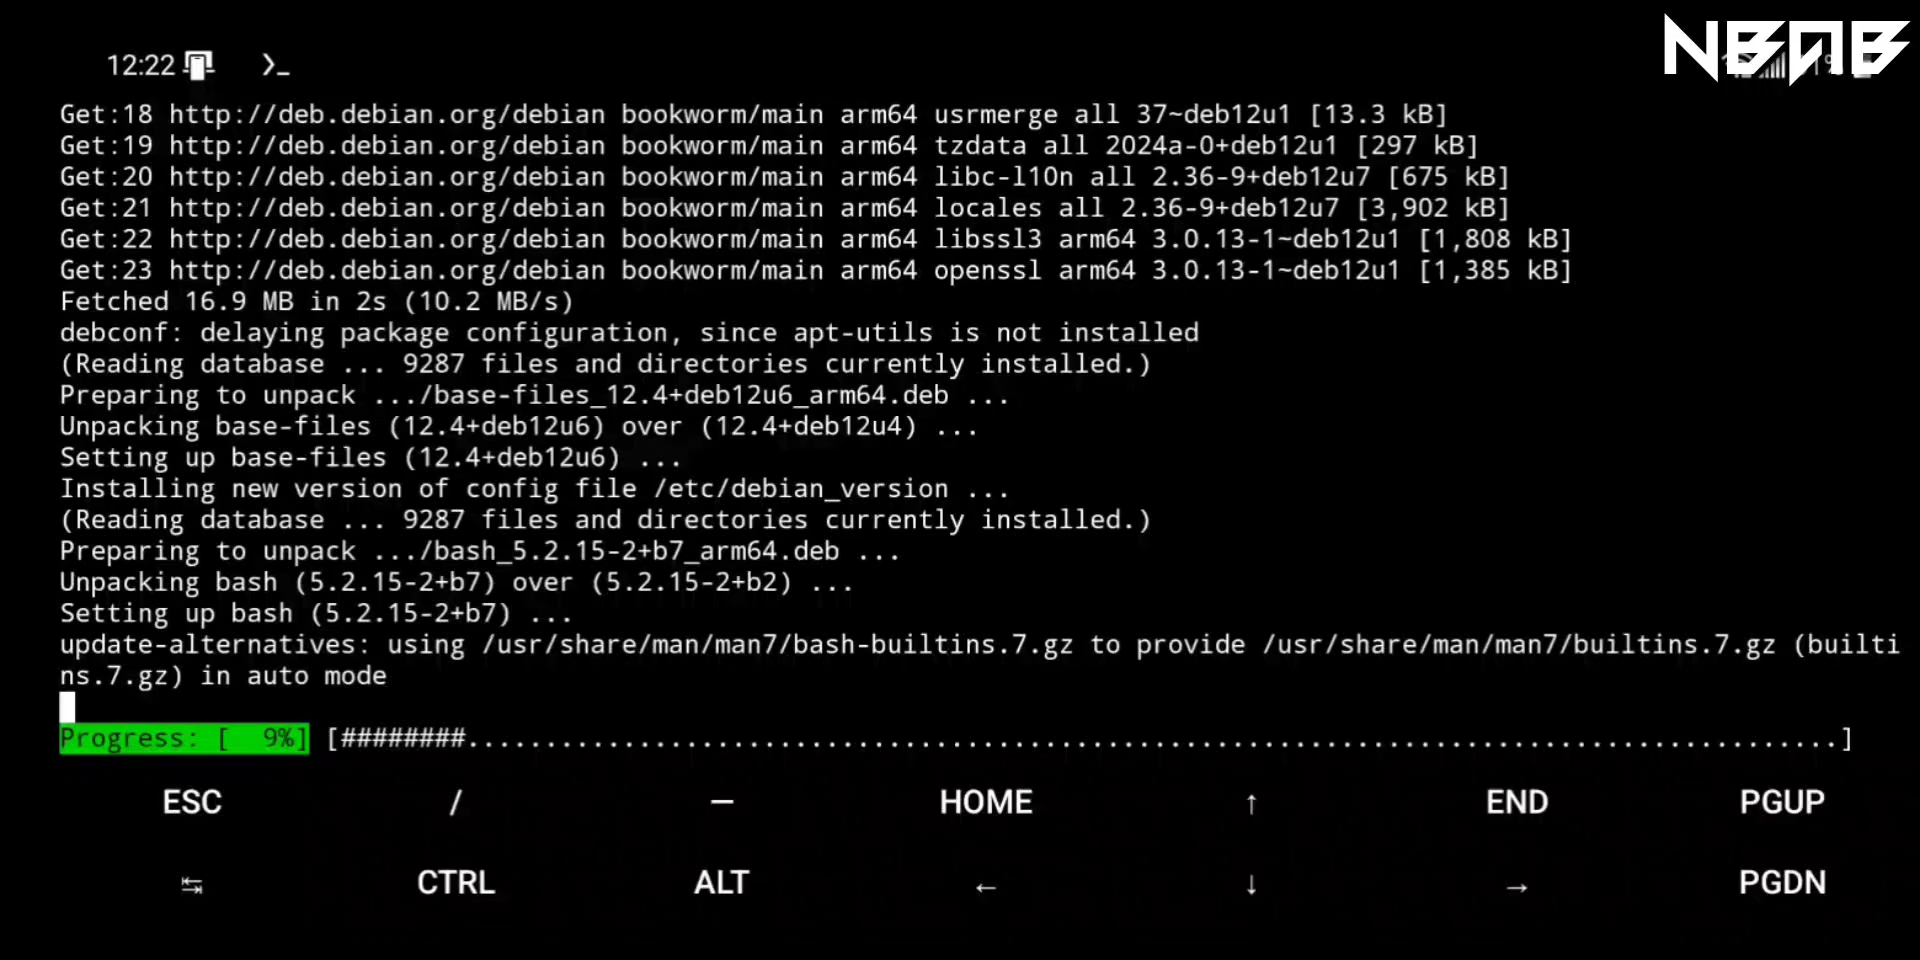 NBAB
12:22
Get:18 http://deb.debian.org/debian bookworm/main arm64 usrmerge all 37~deb12u1 [13.3 kB]
Get:19 http://deb.debian.org/debian bookworm/main arm64 tzdata all 2024a-0+deb12u1 [297 kB]
Get:20 http://deb.debian.org/debian bookworm/main arm64 libc-l10n all 2.36-9+deb12u7 [675 kB]
Get:21 http://deb.debian.org/debian bookworm/main arm64 locales all 2.36-9+deb12u7 [3,902 kB]
Get:22 http://deb.debian.org/debian bookworm/main arm64 libssl3 arm64 3.0.13-1~deb12u1 [1,808 kB]
Get:23 http://deb.debian.org/debian bookworm/main arm64 openssl arm64 3.0.13-1~deb12u1 [1,385 kB]
Fetched 16.9 MB in 2s (10.2 MB/s)
debconf: delaying package configuration, since apt-utils is not installed
(Reading database ... 9287 files and directories currently installed.)
Preparing to unpack .../base-files_12.4+deb12u6_arm64.deb ...
Unpacking base-files (12.4+deb12u6) over (12.4+deb12u4) ...
Setting up base-files (12.4+deb12u6) ...
Installing new version of config file /etc/debian_version ...
(Reading database ... 9287 files and directories currently installed.)
Preparing to unpack .../bash_5.2.15-2+b7_arm64.deb ...
Unpacking bash (5.2.15-2+b7) over (5.2.15-2+b2) ...
Setting up bash (5.2.15-2+b7) ...
update-alternatives: using /usr/share/man/man7/bash-builtins.7.gz to provide /usr/share/man/man7/builtins.7.gz (builti
ns.7.gz) in auto mode
Progress: [  9%] [########........................................................................................]
ESC / — HOME ↑ END PGUP
⇆ CTRL ALT ← ↓ → PGDN